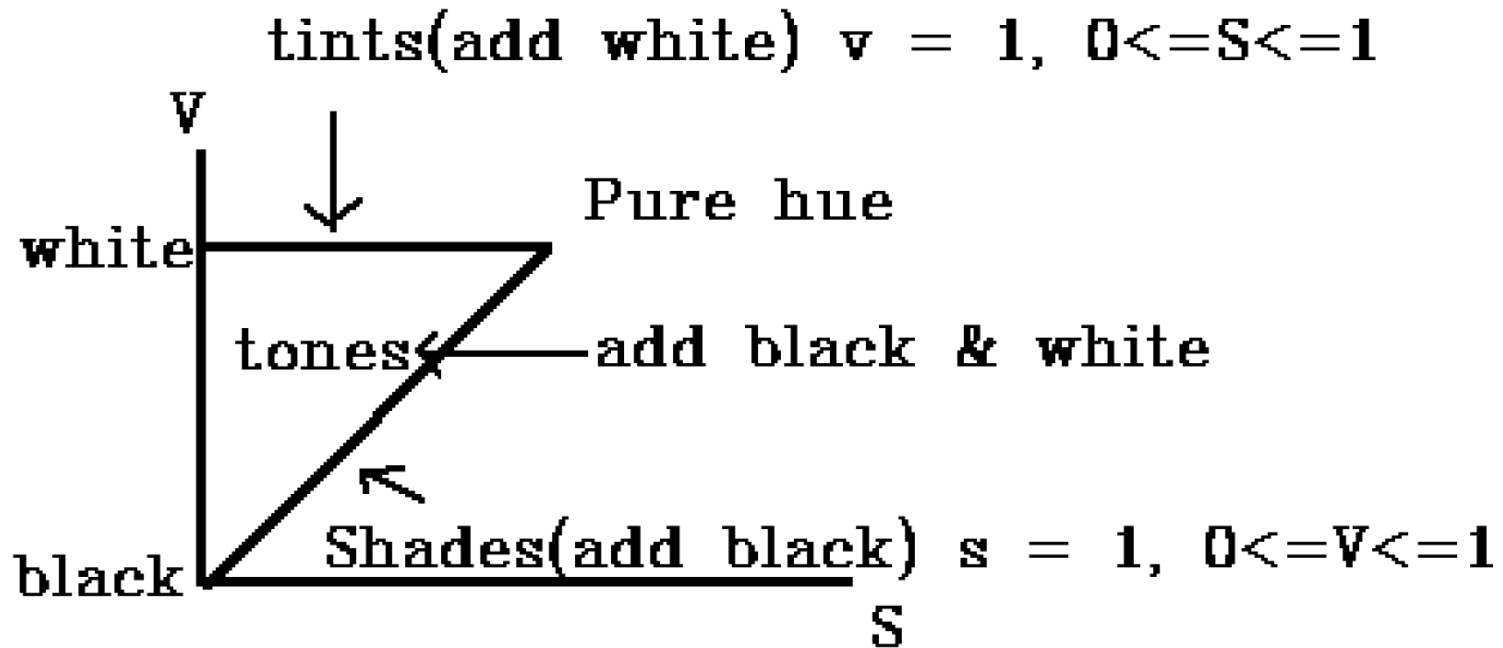 tints(add white) v = 1, 0<=S<=1
V
Pure hue
white
tones
add black & white
Shades(add black) s = 1, 0<=V<=1
black
S